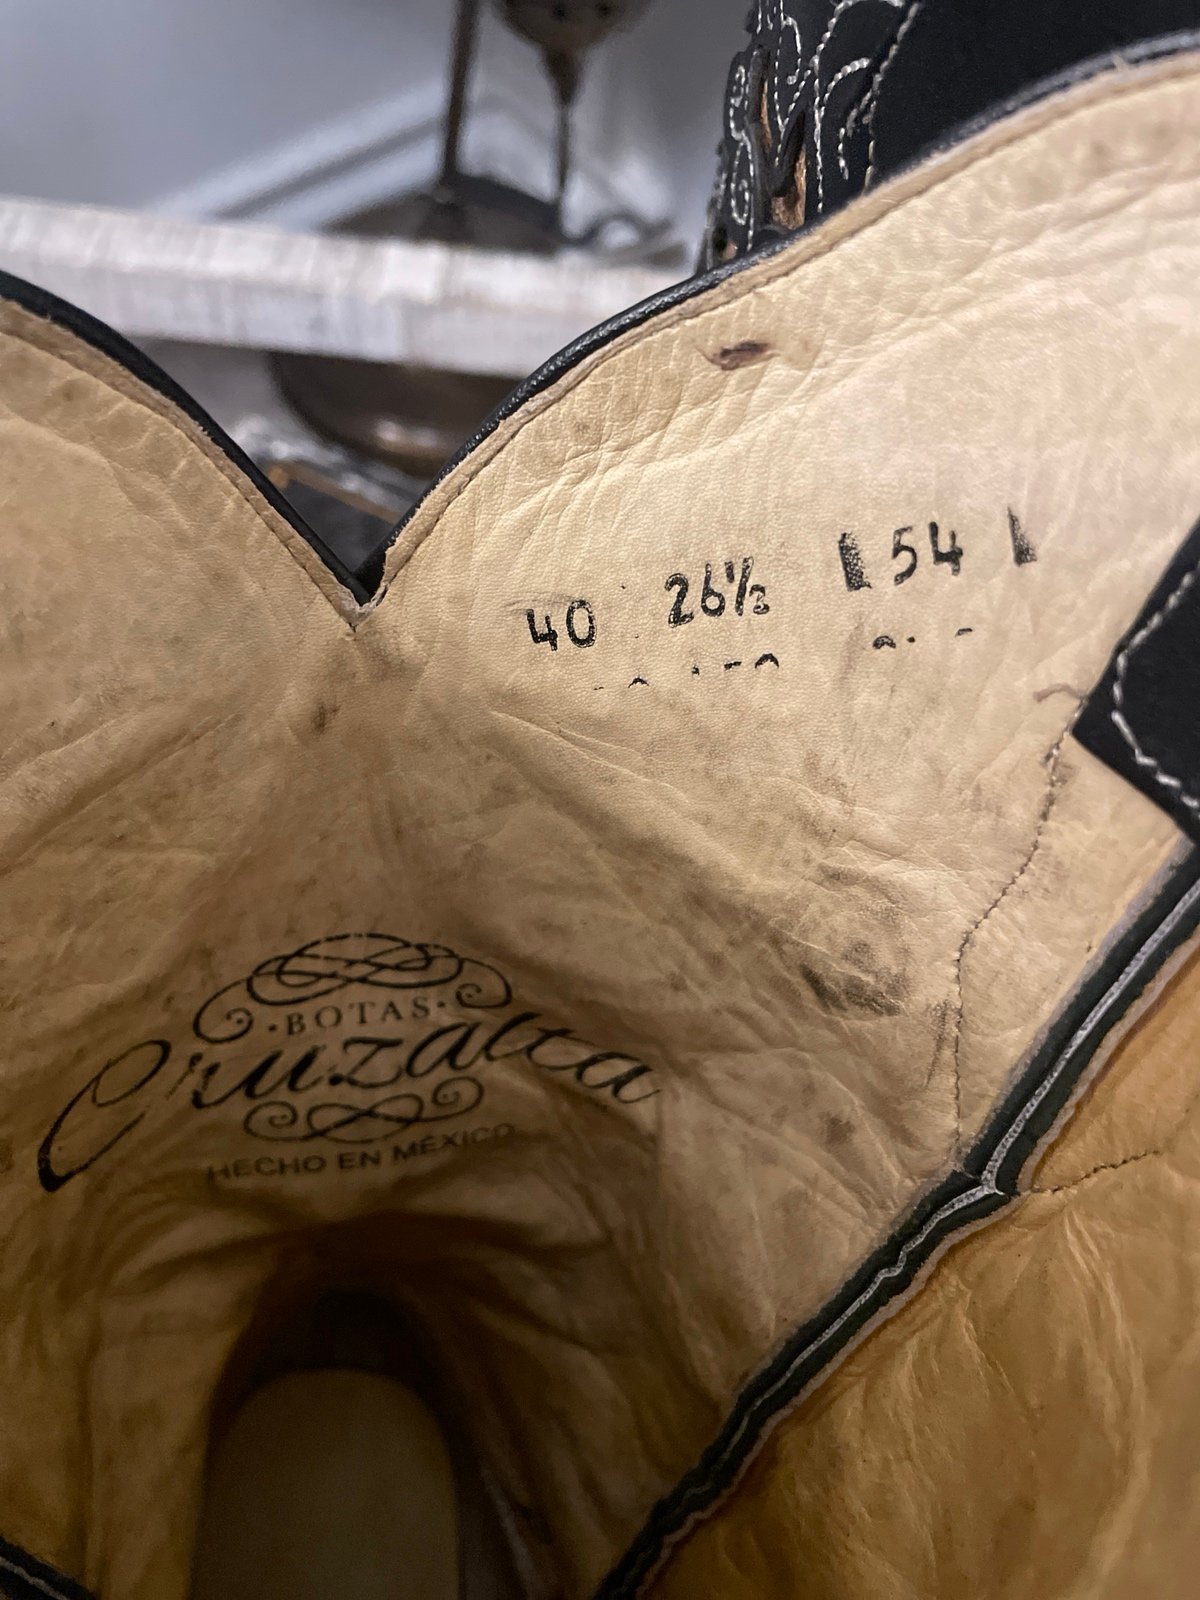 40 26½ 54
·BOTAS·
Cruzalta
HECHO EN MÉXICO